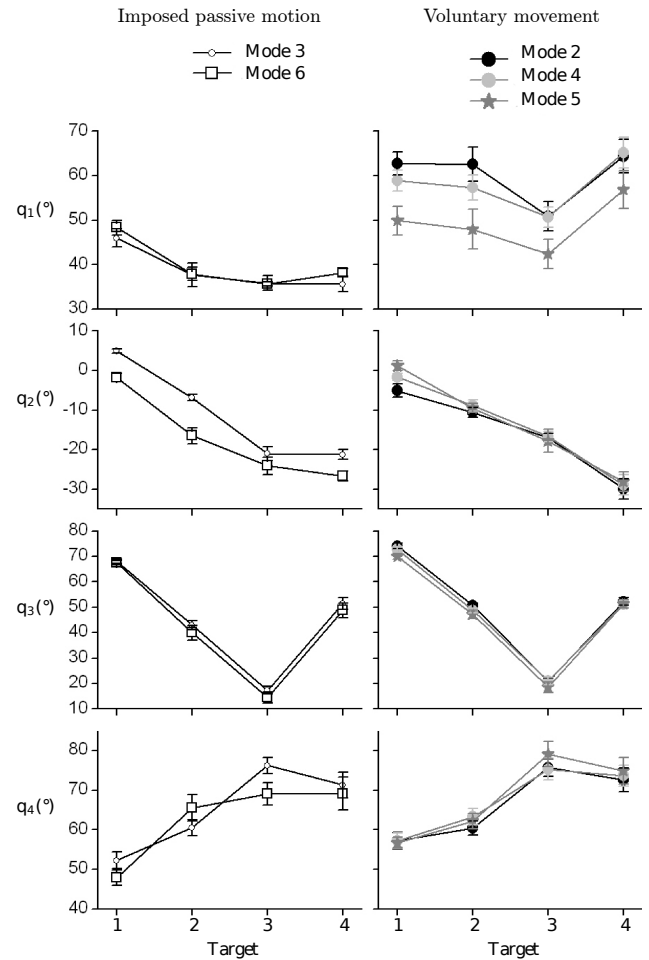 Imposed passive motion
Voluntary movement
Mode 3
Mode 6
Mode 2
Mode 4
Mode 5
q1(°)
70
60
50
40
30
q2(°)
10
0
-10
-20
-30
q3(°)
80
70
60
50
40
30
20
10
q4(°)
80
70
60
50
40
1 2 3 4
Target
1 2 3 4
Target